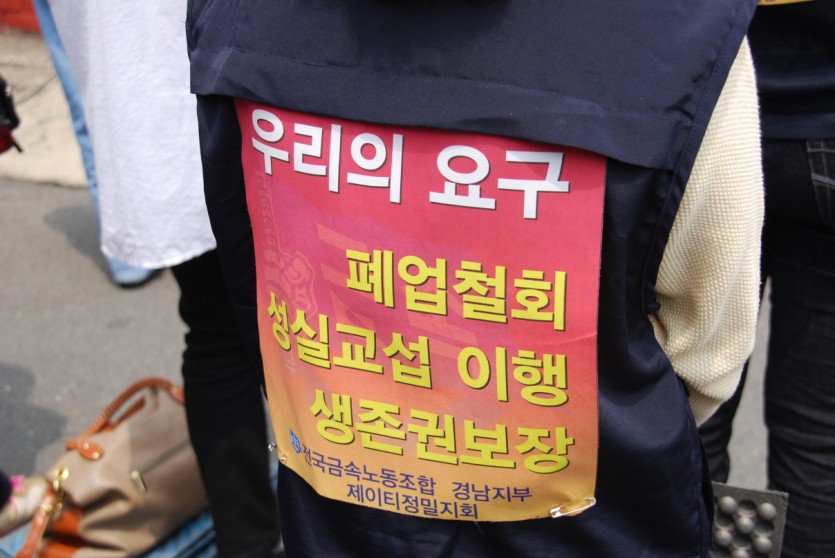 우리의 요구
폐업철회
성실교섭 이행
생존권보장
전국금속노동조합 경남지부
제이티정밀지회